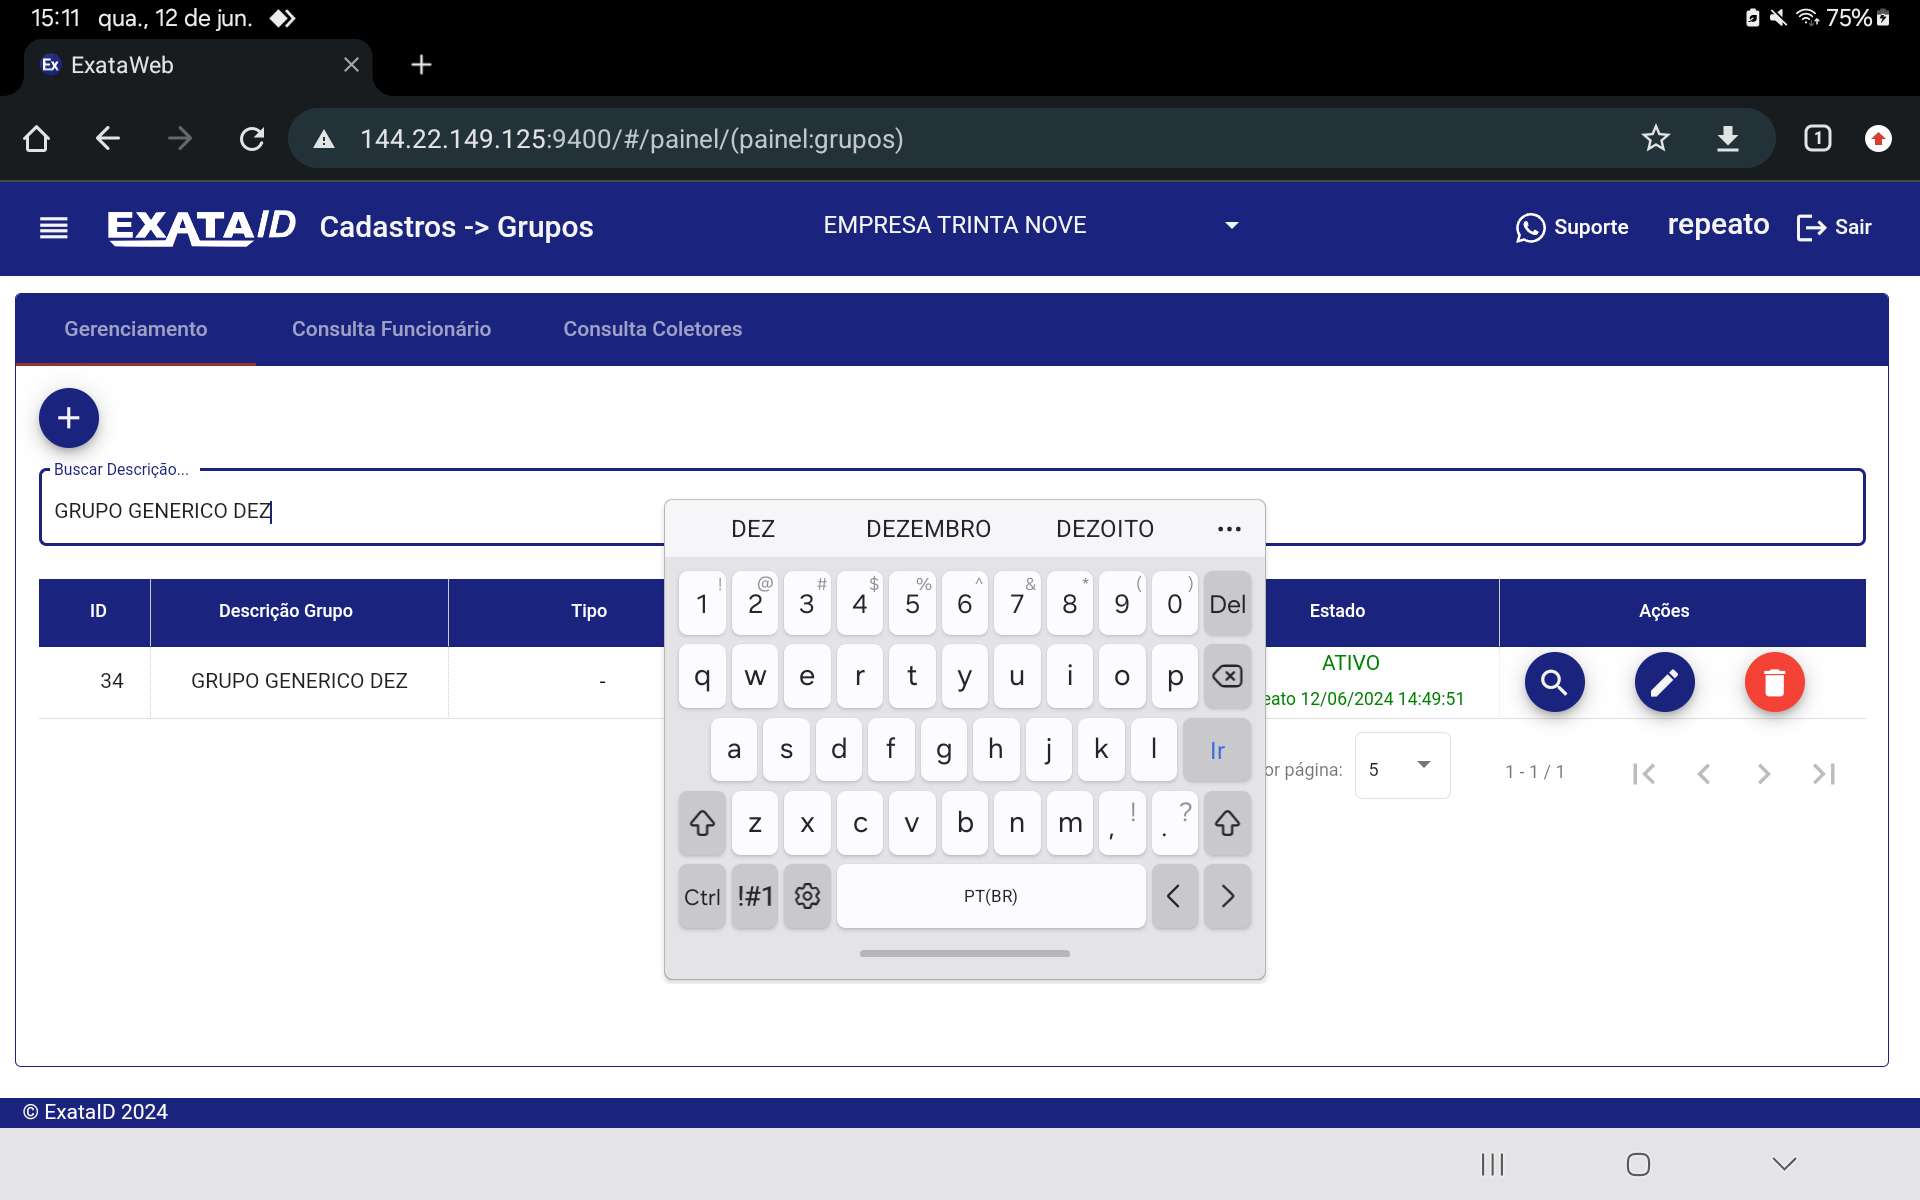 15:11 qua., 12 de jun. 75%
Ex ExataWeb
144.22.149.125:9400/#/painel/(painel:grupos) 1
EXATAID Cadastros -> Grupos EMPRESA TRINTA NOVE Suporte repeato Sair
Gerenciamento Consulta Funcionário Consulta Coletores
Buscar Descrição...
GRUPO GENERICO DEZ
DEZ DEZEMBRO DEZOITO
ID Descrição Grupo Tipo Estado Ações
34 GRUPO GENERICO DEZ - ATIVO
eato 12/06/2024 14:49:51
or página: 5 1 - 1 / 1
! @ # $ % ^ & * ( )
1 2 3 4 5 6 7 8 9 0 Del
q w e r t y u i o p
a s d f g h j k l Ir
z x c v b n m , ! . ?
Ctrl !#1 PT(BR) < >
© ExataID 2024